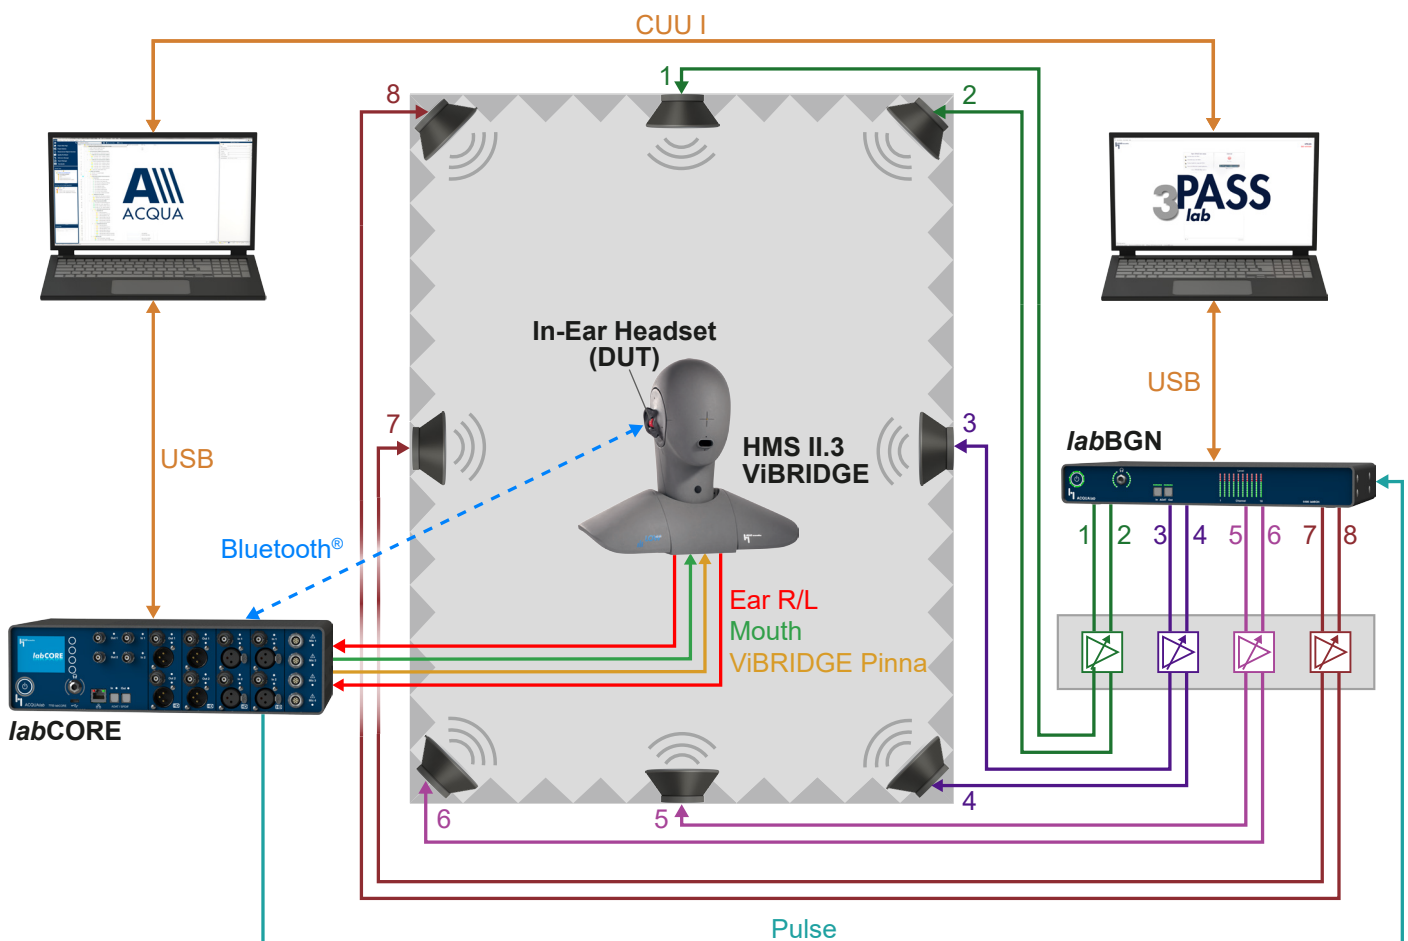 CUU I
1
8
2
ACQUA
3PASS
lab
In-Ear Headset
(DUT)
7
3
HMS II.3
ViBRIDGE
USB
USB
labBGN
1 2 3 4 5 6 7 8
Bluetooth®
Ear R/L
Mouth
ViBRIDGE Pinna
labCORE
labCORE
6
5
4
Pulse